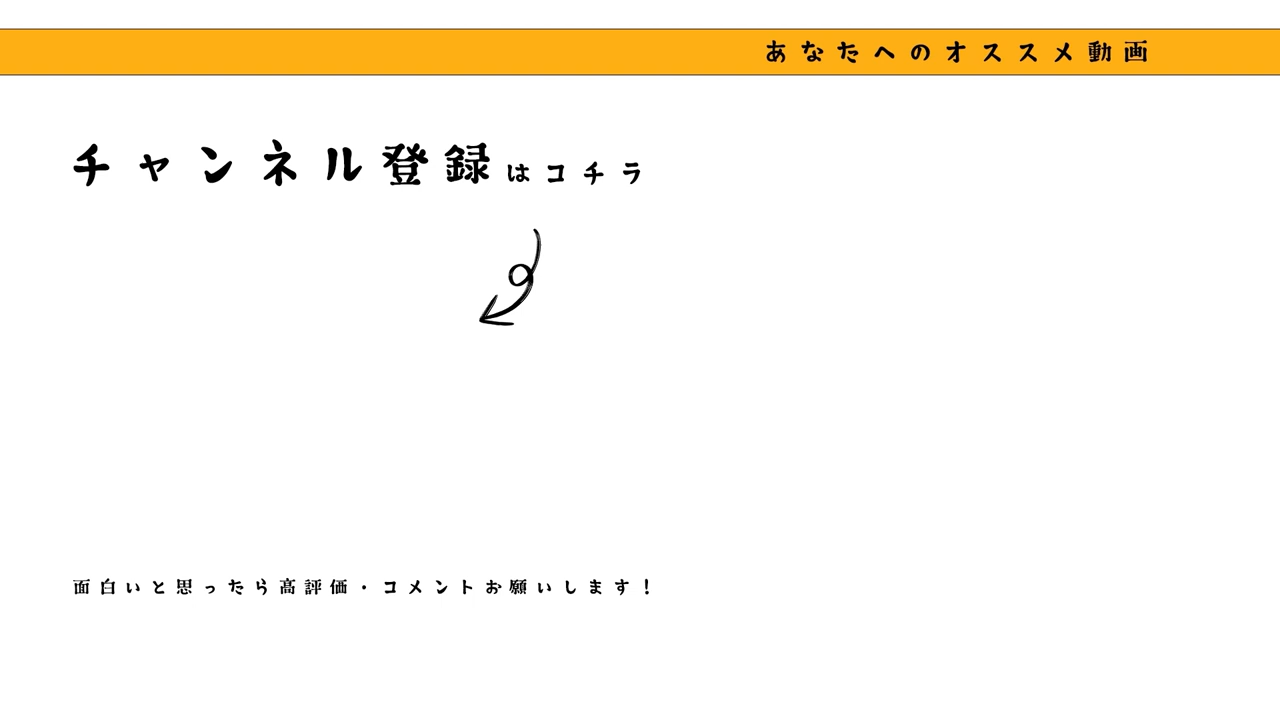 あなたへのオススメ動画
チャンネル登録はコチラ
面白いと思ったら高評価・コメントお願いします！